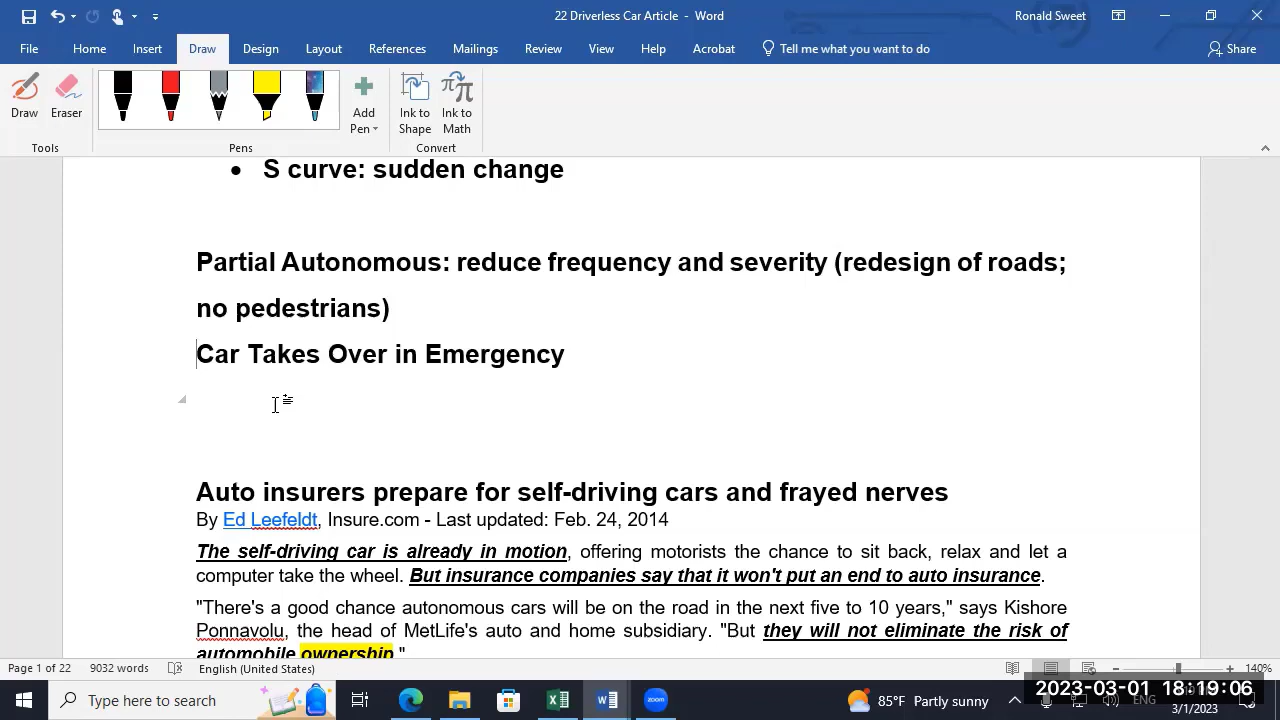 22 Driverless Car Article - Word
Ronald Sweet
File Home Insert Draw Design Layout References Mailings Review View Help Acrobat Tell me what you want to do Share
Draw Eraser Add Pen Ink to Shape Ink to Math
Tools Pens Convert
• S curve: sudden change
Partial Autonomous: reduce frequency and severity (redesign of roads;
no pedestrians)
Car Takes Over in Emergency
Auto insurers prepare for self-driving cars and frayed nerves
By Ed Leefeldt, Insure.com - Last updated: Feb. 24, 2014
The self-driving car is already in motion, offering motorists the chance to sit back, relax and let a
computer take the wheel. But insurance companies say that it won't put an end to auto insurance.
"There's a good chance autonomous cars will be on the road in the next five to 10 years," says Kishore
Ponnavolu, the head of MetLife's auto and home subsidiary. "But they will not eliminate the risk of
automobile ownership."
Page 1 of 22 9032 words English (United States) 140%
Type here to search zoom 85°F Partly sunny ENG
2023-03-01 18:19:06
3/1/2023